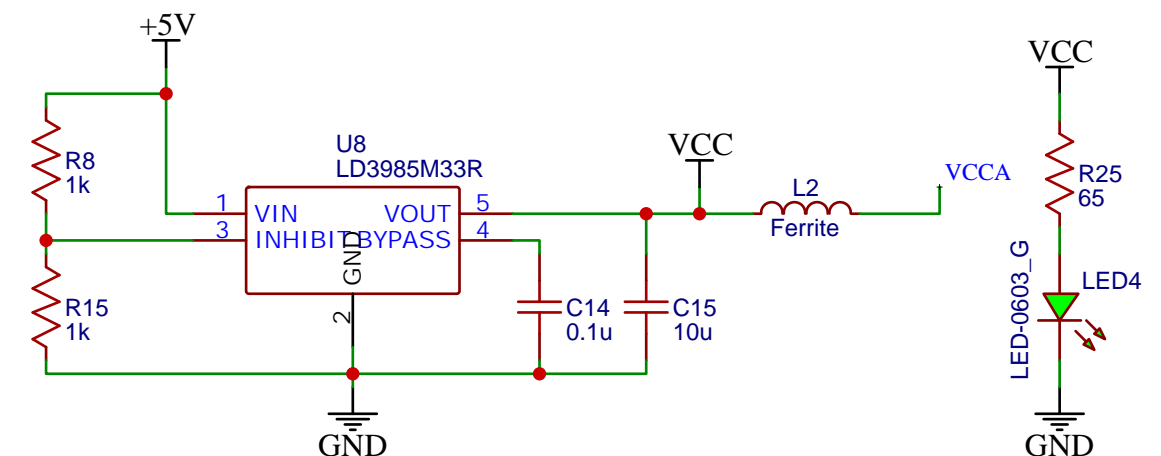 +5V
R8
1k
R15
1k
U8
LD3985M33R
1
VIN
3
INHIBIT
GND
2
VOUT
5
BYPASS
4
C14
0.1u
C15
10u
GND
VCC
L2
Ferrite
VCCA
VCC
R25
65
LED-0603_G
LED4
GND